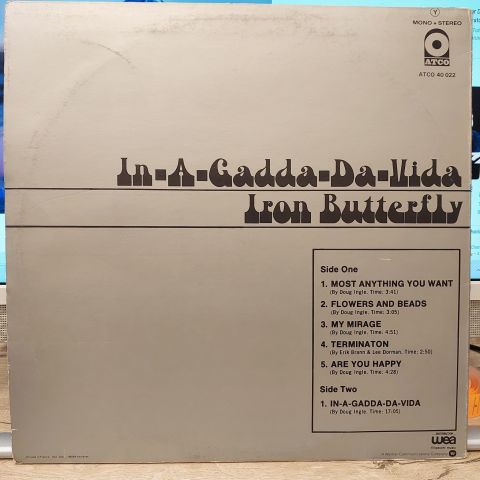 Y
MONO • STEREO
ATCO
ATCO 40 022
In-A-Gadda-Da-Vida
Iron Butterfly
Side One
1. MOST ANYTHING YOU WANT
(By Doug Ingle. Time: 3:41)
2. FLOWERS AND BEADS
(By Doug Ingle. Time: 3:05)
3. MY MIRAGE
(By Doug Ingle. Time: 4:51)
4. TERMINATON
(By Erik Brann & Lee Dorman. Time: 2:50)
5. ARE YOU HAPPY
(By Doug Ingle. Time: 4:28)
Side Two
1. IN-A-GADDA-DA-VIDA
(By Doug Ingle. Time: 17:05)
wea
A Warner Communications Company